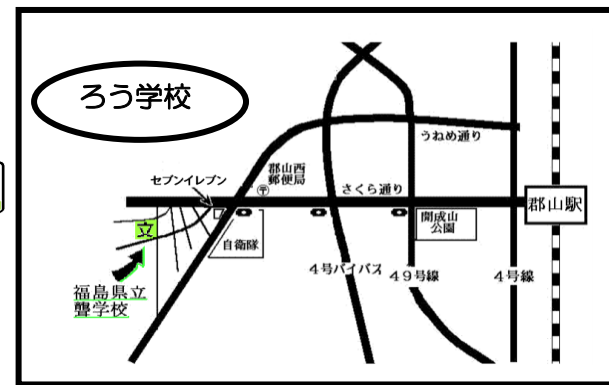 ろう学校
うねめ通り
郡山西
郵便局
〒
セブンイレブン
さくら通り
郡山駅
立
自衛隊
開成山
公園
4号バイパス
49号線
4号線
福島県立
聾学校